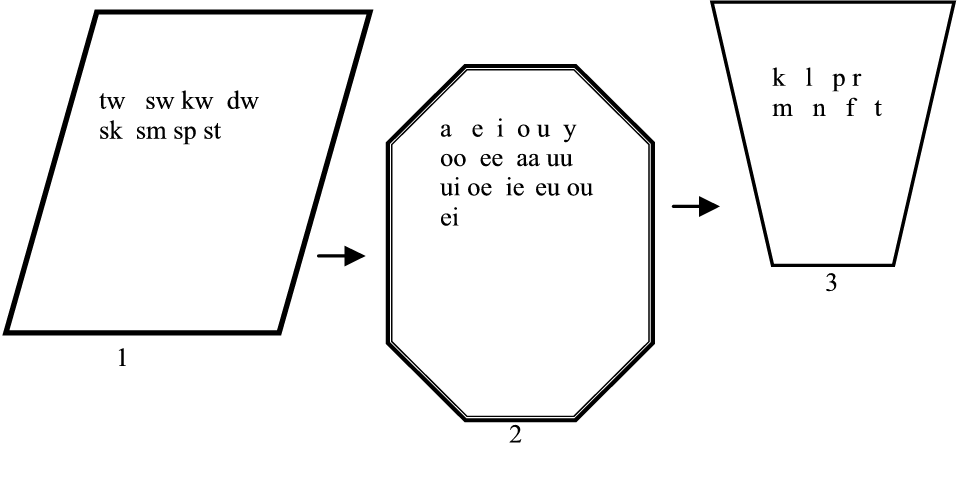 tw sw kw dw
sk sm sp st
1
a e i o u y
oo ee aa uu
ui oe ie eu ou
ei
2
k l p r
m n f t
3